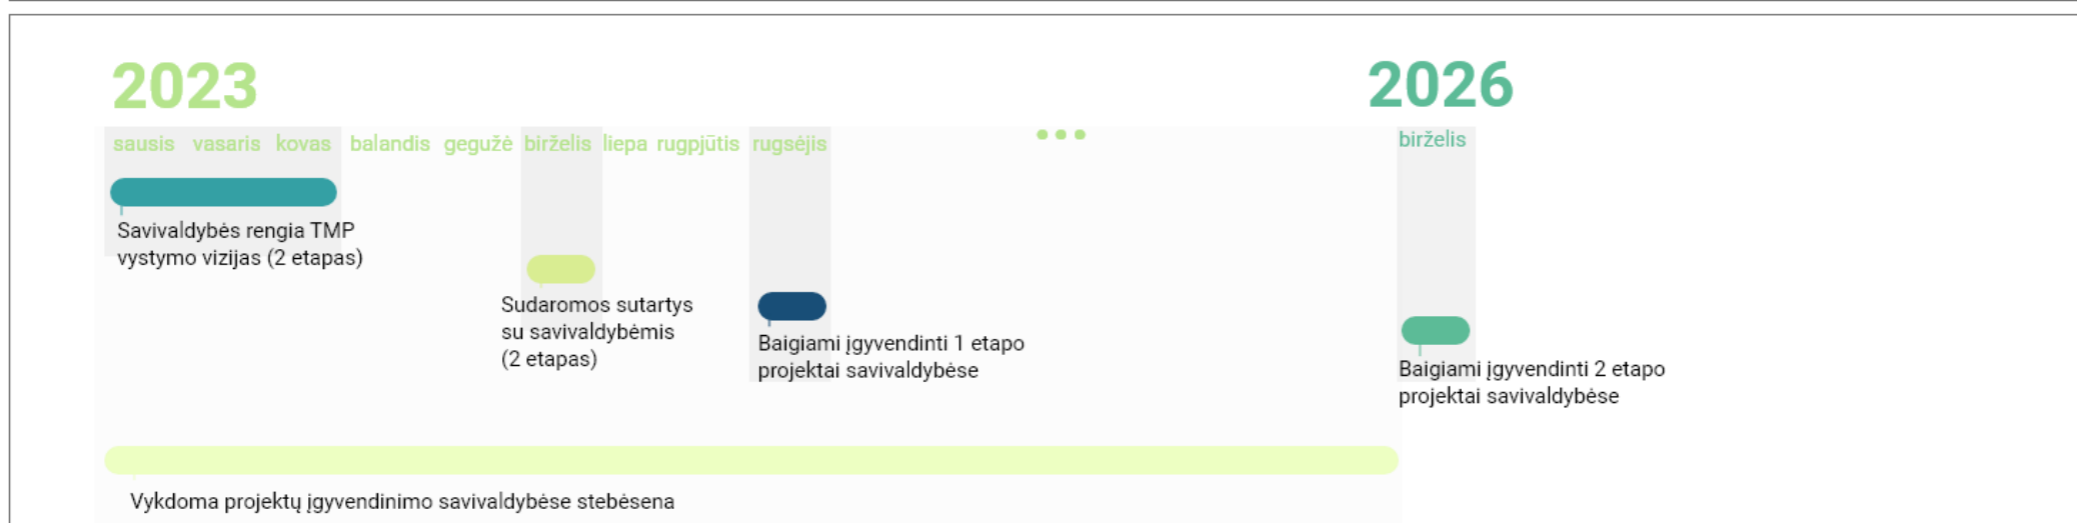 2023
2026
sausis vasaris kovas balandis gegužė birželis liepa rugpjūtis rugsėjis
birželis
Savivaldybės rengia TMP
vystymo vizijas (2 etapas)
Sudaromos sutartys
su savivaldybėmis
(2 etapas)
Baigiami įgyvendinti 1 etapo
projektai savivaldybėse
Baigiami įgyvendinti 2 etapo
projektai savivaldybėse
Vykdoma projektų įgyvendinimo savivaldybėse stebėsena